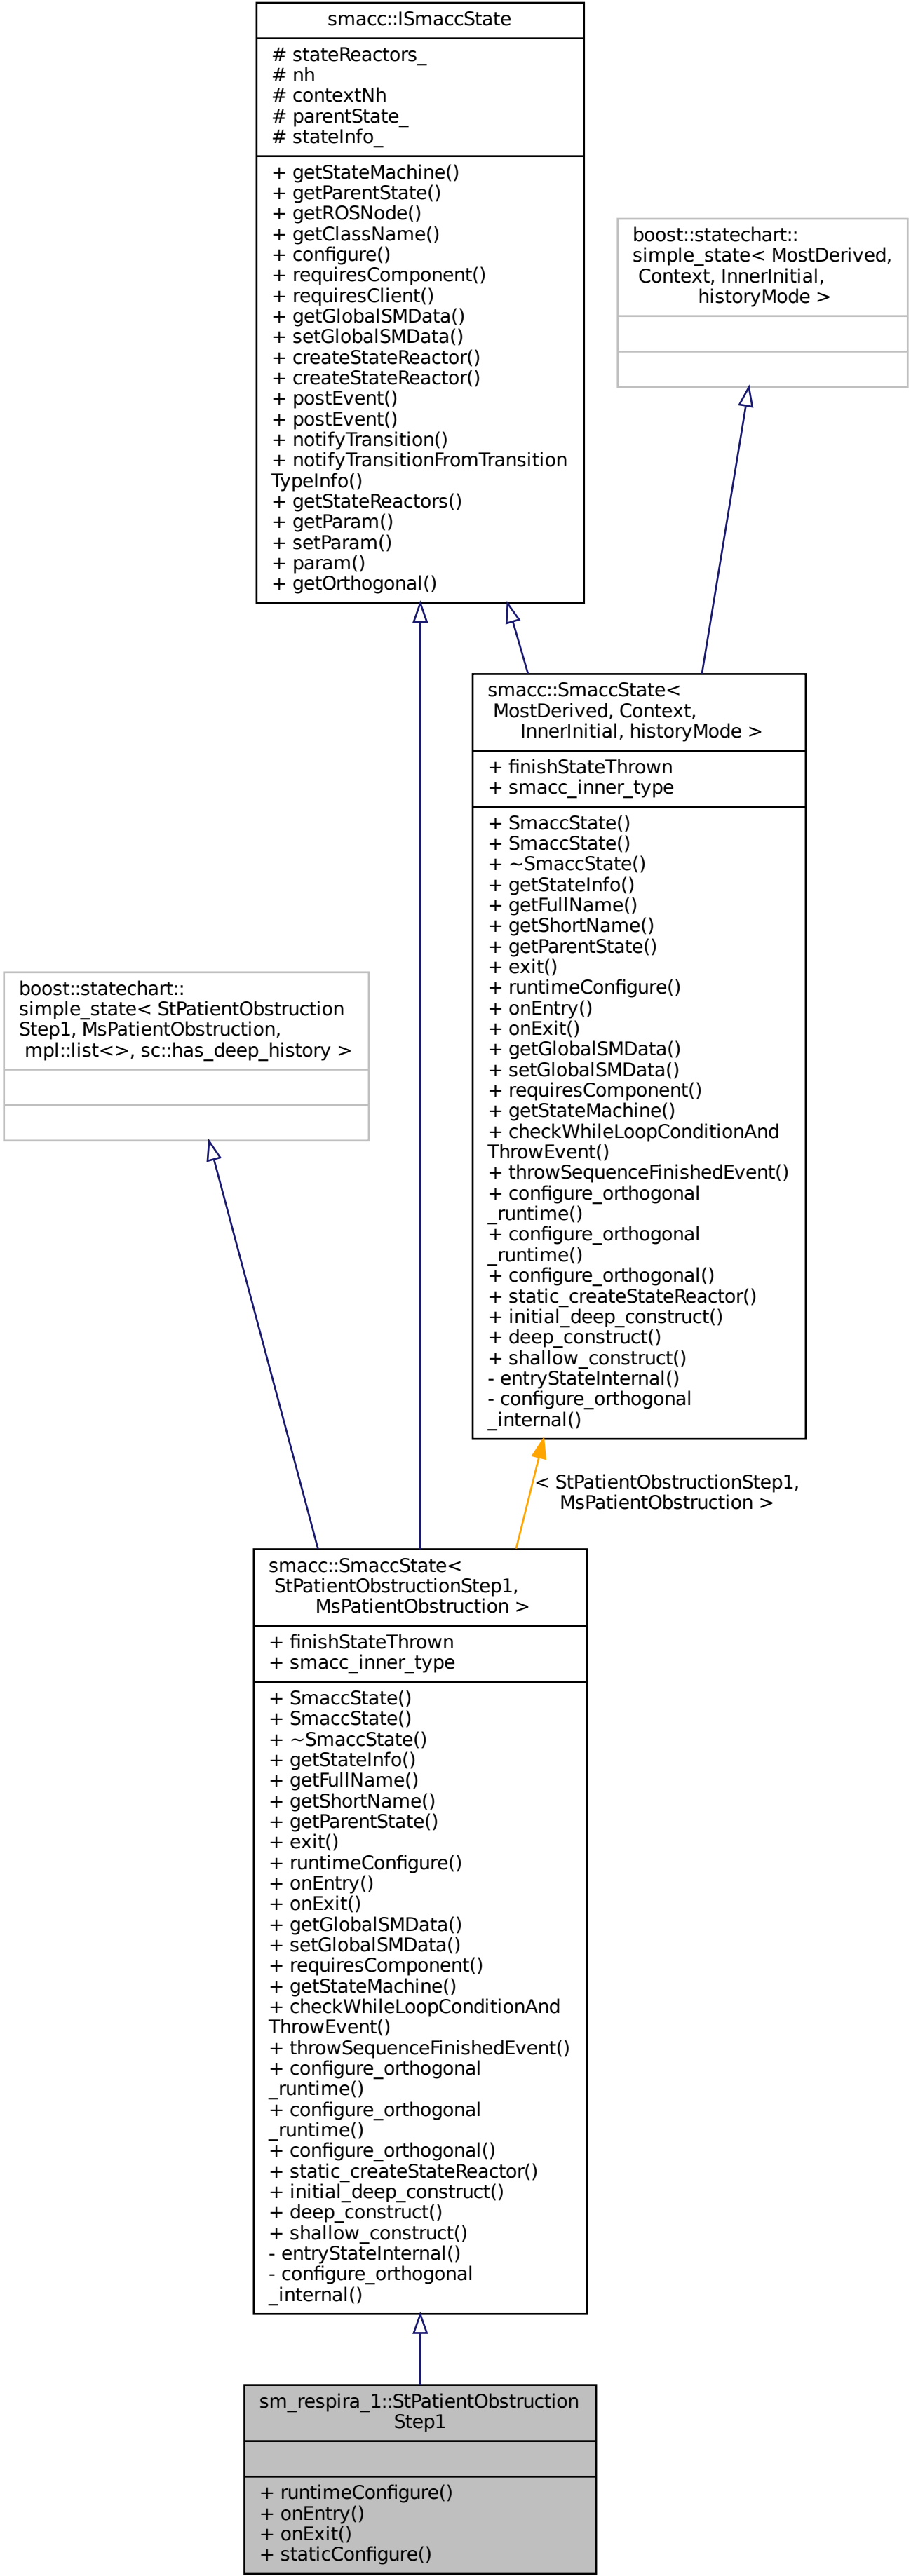 smacc::ISmaccState
# stateReactors_
# nh
# contextNh
# parentState_
# stateInfo_
+ getStateMachine()
+ getParentState()
+ getROSNode()
+ getClassName()
+ configure()
+ requiresComponent()
+ requiresClient()
+ getGlobalSMData()
+ setGlobalSMData()
+ createStateReactor()
+ createStateReactor()
+ postEvent()
+ postEvent()
+ notifyTransition()
+ notifyTransitionFromTransition
TypeInfo()
+ getStateReactors()
+ getParam()
+ setParam()
+ param()
+ getOrthogonal()
boost::statechart::
simple_state< MostDerived,
Context, InnerInitial,
historyMode >
smacc::SmaccState<
MostDerived, Context,
InnerInitial, historyMode >
+ finishStateThrown
+ smacc_inner_type
+ SmaccState()
+ SmaccState()
+ ~SmaccState()
+ getStateInfo()
+ getFullName()
+ getShortName()
+ getParentState()
+ exit()
+ runtimeConfigure()
+ onEntry()
+ onExit()
+ getGlobalSMData()
+ setGlobalSMData()
+ requiresComponent()
+ getStateMachine()
+ checkWhileLoopConditionAnd
ThrowEvent()
+ throwSequenceFinishedEvent()
+ configure_orthogonal
_runtime()
+ configure_orthogonal
_runtime()
+ configure_orthogonal()
+ static_createStateReactor()
+ initial_deep_construct()
+ deep_construct()
+ shallow_construct()
- entryStateInternal()
- configure_orthogonal
_internal()
boost::statechart::
simple_state< StPatientObstruction
Step1, MsPatientObstruction,
mpl::list<>, sc::has_deep_history >
< StPatientObstructionStep1,
MsPatientObstruction >
smacc::SmaccState<
StPatientObstructionStep1,
MsPatientObstruction >
+ finishStateThrown
+ smacc_inner_type
+ SmaccState()
+ SmaccState()
+ ~SmaccState()
+ getStateInfo()
+ getFullName()
+ getShortName()
+ getParentState()
+ exit()
+ runtimeConfigure()
+ onEntry()
+ onExit()
+ getGlobalSMData()
+ setGlobalSMData()
+ requiresComponent()
+ getStateMachine()
+ checkWhileLoopConditionAnd
ThrowEvent()
+ throwSequenceFinishedEvent()
+ configure_orthogonal
_runtime()
+ configure_orthogonal
_runtime()
+ configure_orthogonal()
+ static_createStateReactor()
+ initial_deep_construct()
+ deep_construct()
+ shallow_construct()
- entryStateInternal()
- configure_orthogonal
_internal()
sm_respira_1::StPatientObstruction
Step1
+ runtimeConfigure()
+ onEntry()
+ onExit()
+ staticConfigure()